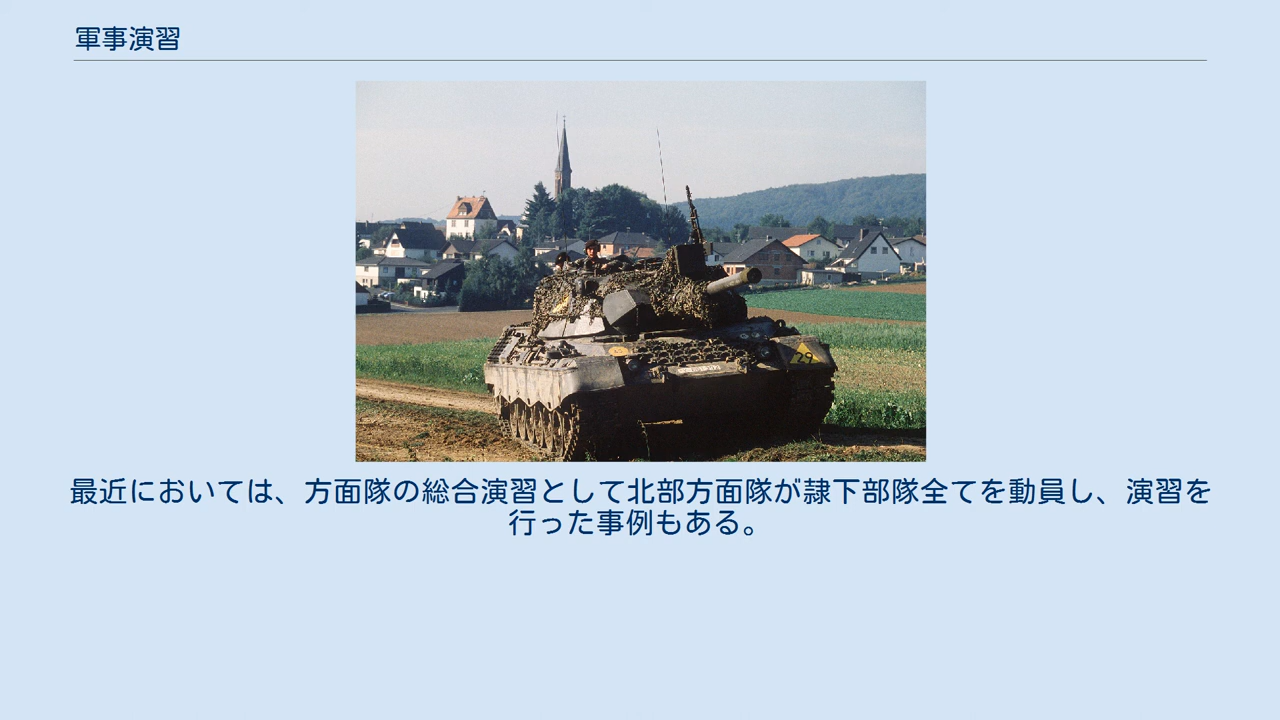 軍事演習
29
最近においては、方面隊の総合演習として北部方面隊が隷下部隊全てを動員し、演習を
行った事例もある。